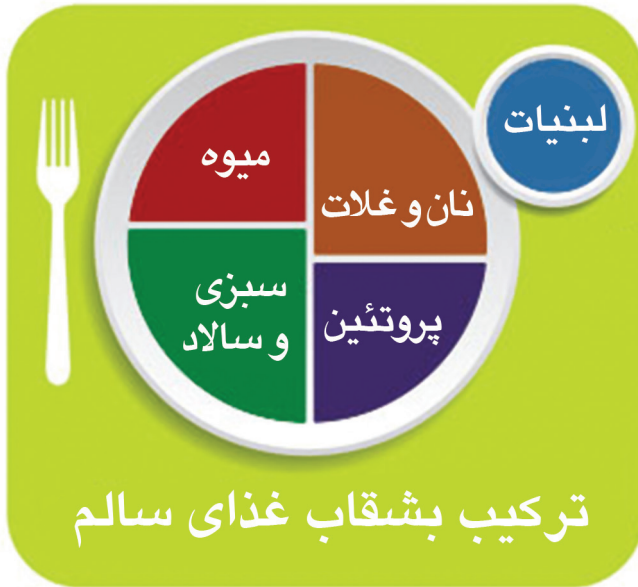 لبنیات
میوه
نان و غلات
سبزی
و سالاد
پروتئین
ترکیب بشقاب غذای سالم